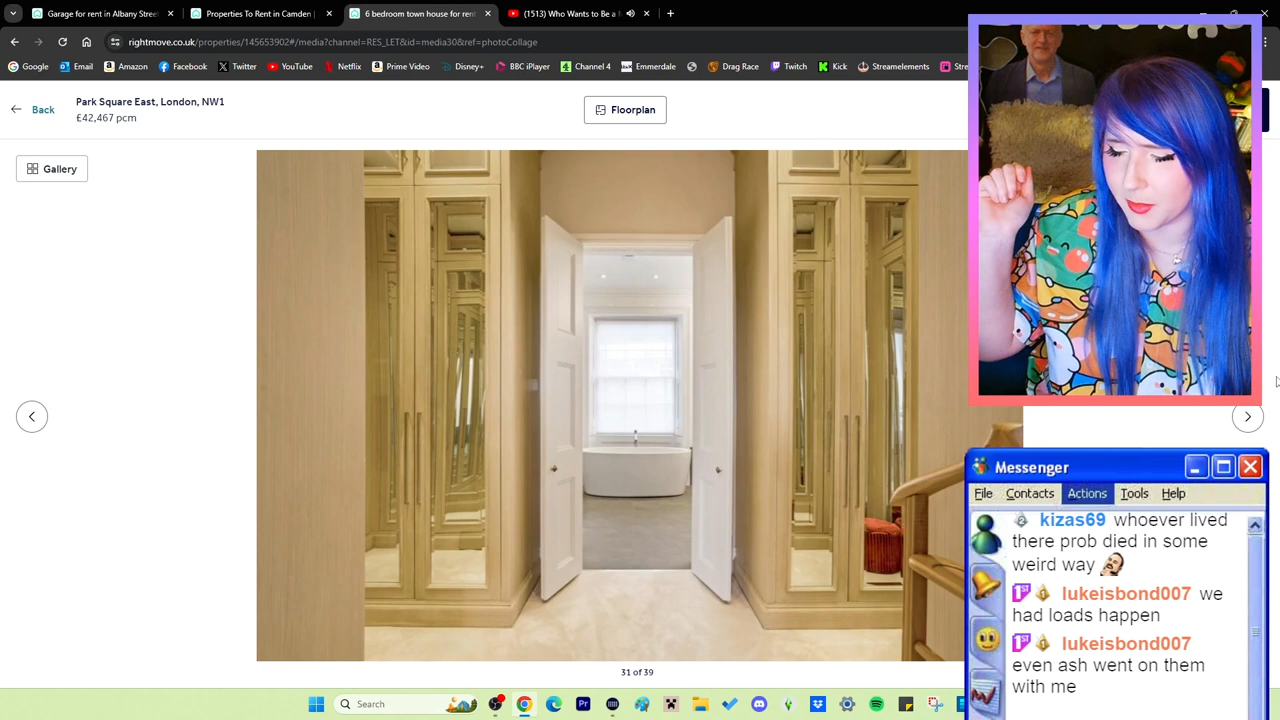 Garage for rent in Albany Street
Properties To Rent in Camden
6 bedroom town house for rent
(1513) Who Wants to Be a
rightmove.co.uk/properties/145653902#/media?channel=RES_LET&id=media30&ref=photoCollage
Google Email Amazon Facebook Twitter YouTube Netflix Prime Video Disney+ BBC iPlayer Channel 4 Emmerdale Drag Race Twitch Kick Streamelements
Back
Park Square East, London, NW1
£42,467 pcm
Floorplan
Gallery
31 of 39
Messenger
File Contacts Actions Tools Help
kizas69 whoever lived
there prob died in some
weird way
1ST lukeisbond007 we
had loads happen
1ST lukeisbond007
even ash went on them
with me
Search